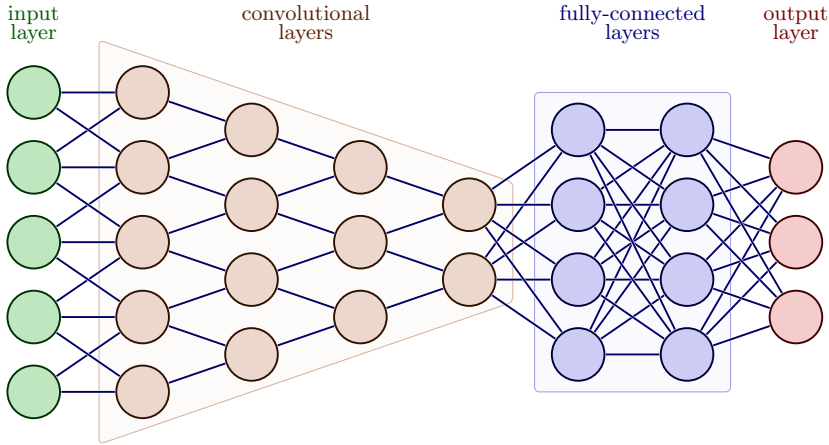 input
layer
convolutional
layers
fully-connected
layers
output
layer